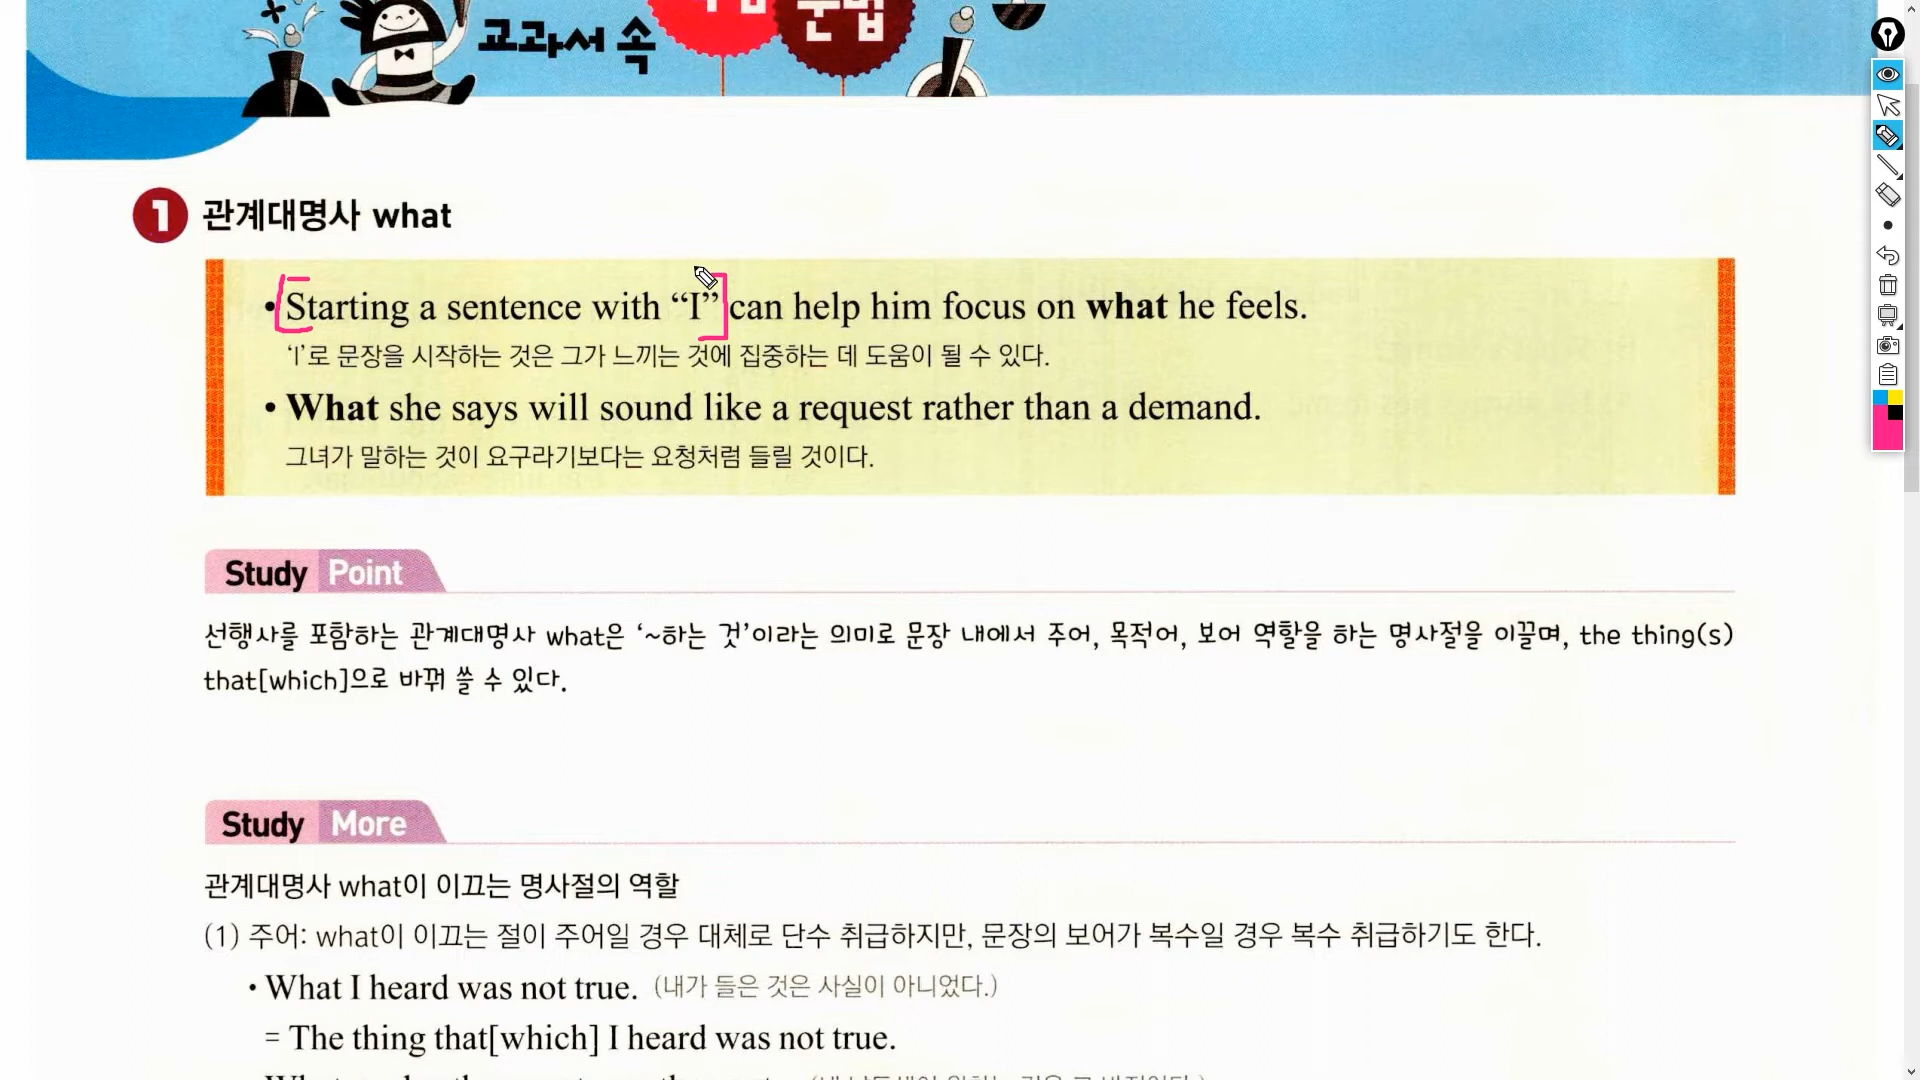 교과서 속
문법
1 관계대명사 what
• Starting a sentence with “I” can help him focus on what he feels.
‘I’로 문장을 시작하는 것은 그가 느끼는 것에 집중하는 데 도움이 될 수 있다.
• What she says will sound like a request rather than a demand.
그녀가 말하는 것이 요구라기보다는 요청처럼 들릴 것이다.
Study Point
선행사를 포함하는 관계대명사 what은 ‘~하는 것’이라는 의미로 문장 내에서 주어, 목적어, 보어 역할을 하는 명사절을 이끌며, the thing(s)
that[which]으로 바꿔 쓸 수 있다.
Study More
관계대명사 what이 이끄는 명사절의 역할
(1) 주어: what이 이끄는 절이 주어일 경우 대체로 단수 취급하지만, 문장의 보어가 복수일 경우 복수 취급하기도 한다.
• What I heard was not true. (내가 들은 것은 사실이 아니었다.)
= The thing that[which] I heard was not true.